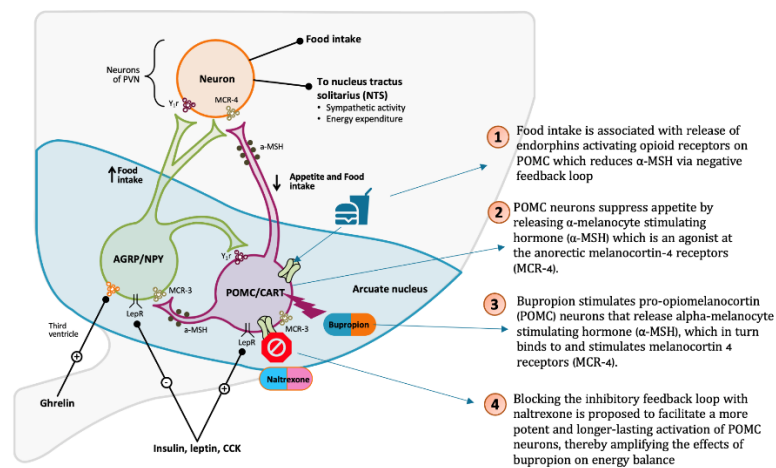 Food intake
Neurons
of PVN
Neuron
To nucleus tractus
solitarius (NTS)
• Sympathetic activity
• Energy expenditure
MCR-4
Y₁r
a-MSH
Food
intake
Appetite and Food
intake
AGRP/NPY
Y₁r
MCR-3
POMC/CART
Arcuate nucleus
LepR
a-MSH
MCR-3
LepR
Bupropion
Third
ventricle
Naltrexone
+
-
+
Ghrelin
Insulin, leptin, CCK
1
Food intake is associated with release of
endorphins activating opioid receptors on
POMC which reduces α-MSH via negative
feedback loop
2
POMC neurons suppress appetite by
releasing α-melanocyte stimulating
hormone (α-MSH) which is an agonist at
the anorectic melanocortin-4 receptors
(MCR-4).
3
Bupropion stimulates pro-opiomelanocortin
(POMC) neurons that release alpha-melanocyte
stimulating hormone (α-MSH), which in turn
binds to and stimulates melanocortin 4
receptors (MCR-4).
4
Blocking the inhibitory feedback loop with
naltrexone is proposed to facilitate a more
potent and longer-lasting activation of POMC
neurons, thereby amplifying the effects of
bupropion on energy balance